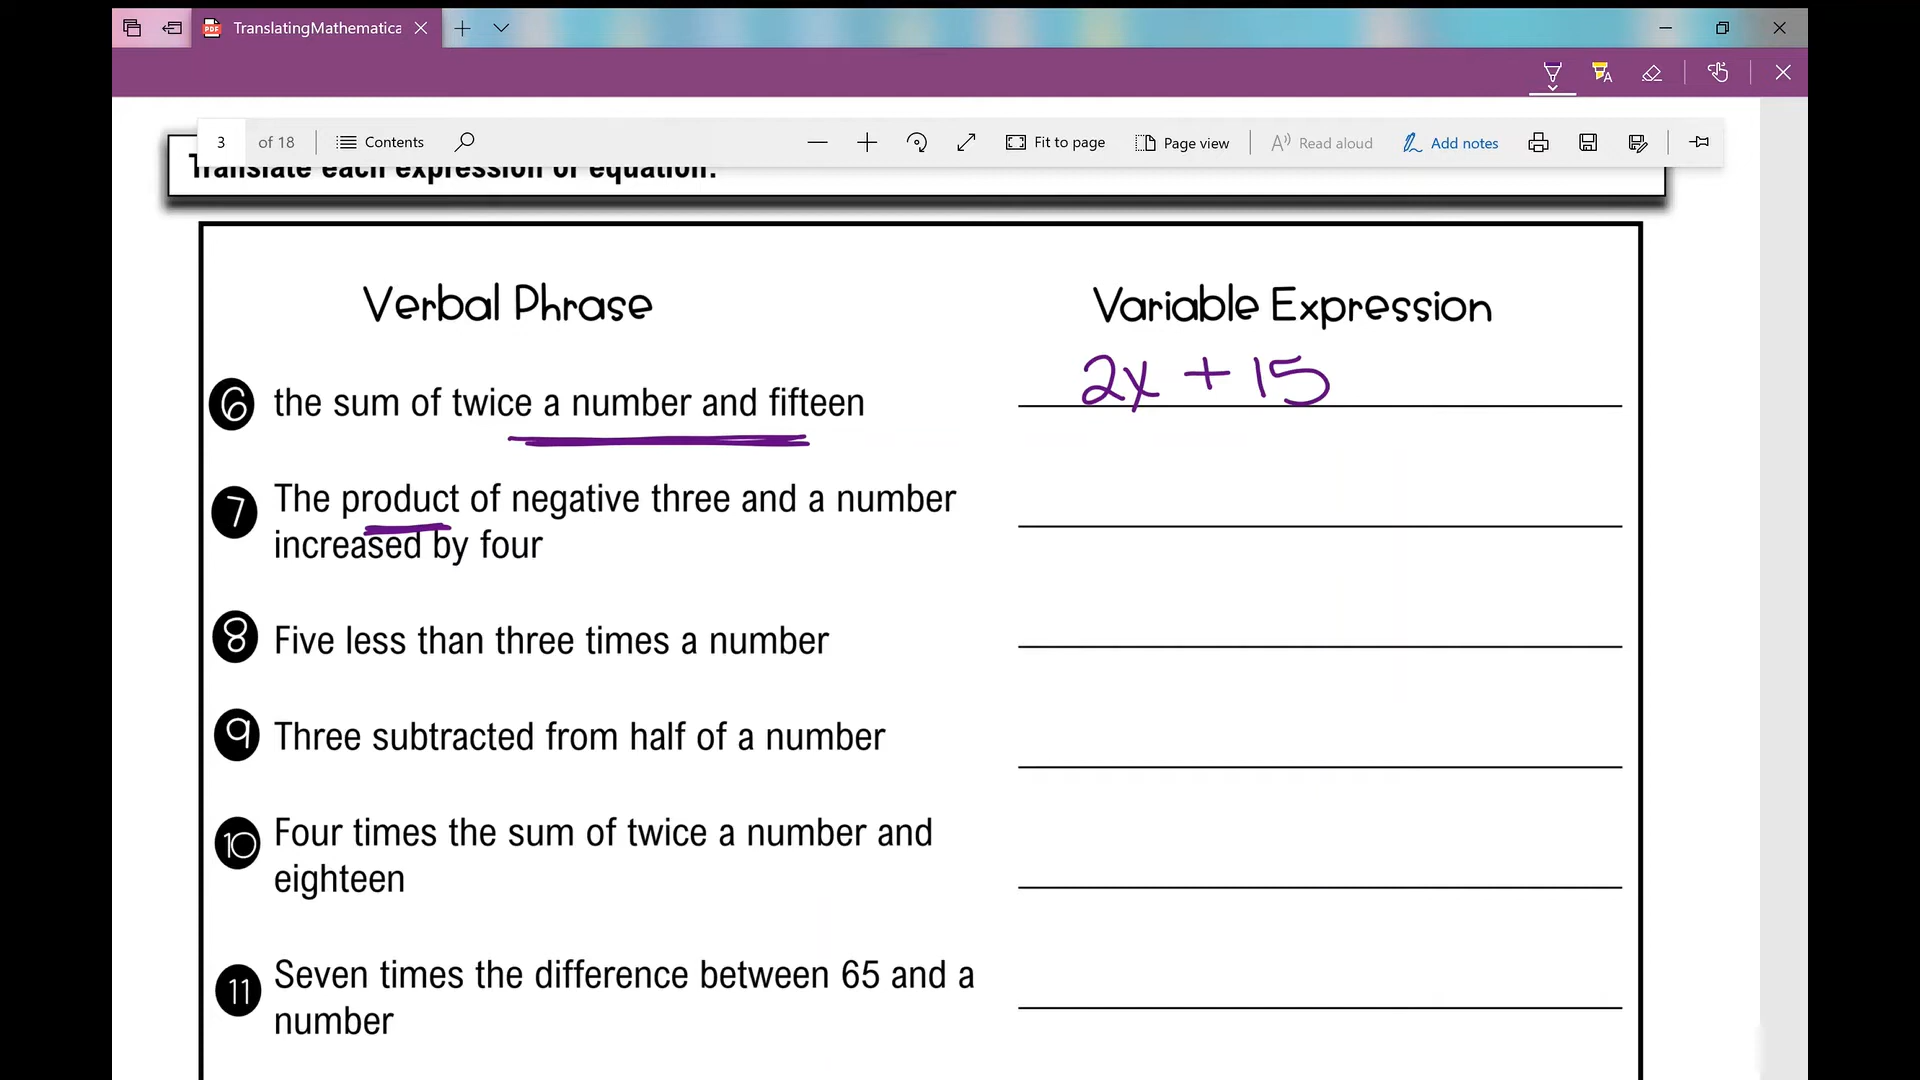 TranslatingMathematica
3 of 18 Contents Fit to page Page view Read aloud Add notes
Translate each expression or equation.
Verbal Phrase Variable Expression
6 the sum of twice a number and fifteen 2x + 15
7 The product of negative three and a number
increased by four
8 Five less than three times a number
9 Three subtracted from half of a number
10 Four times the sum of twice a number and
eighteen
11 Seven times the difference between 65 and a
number